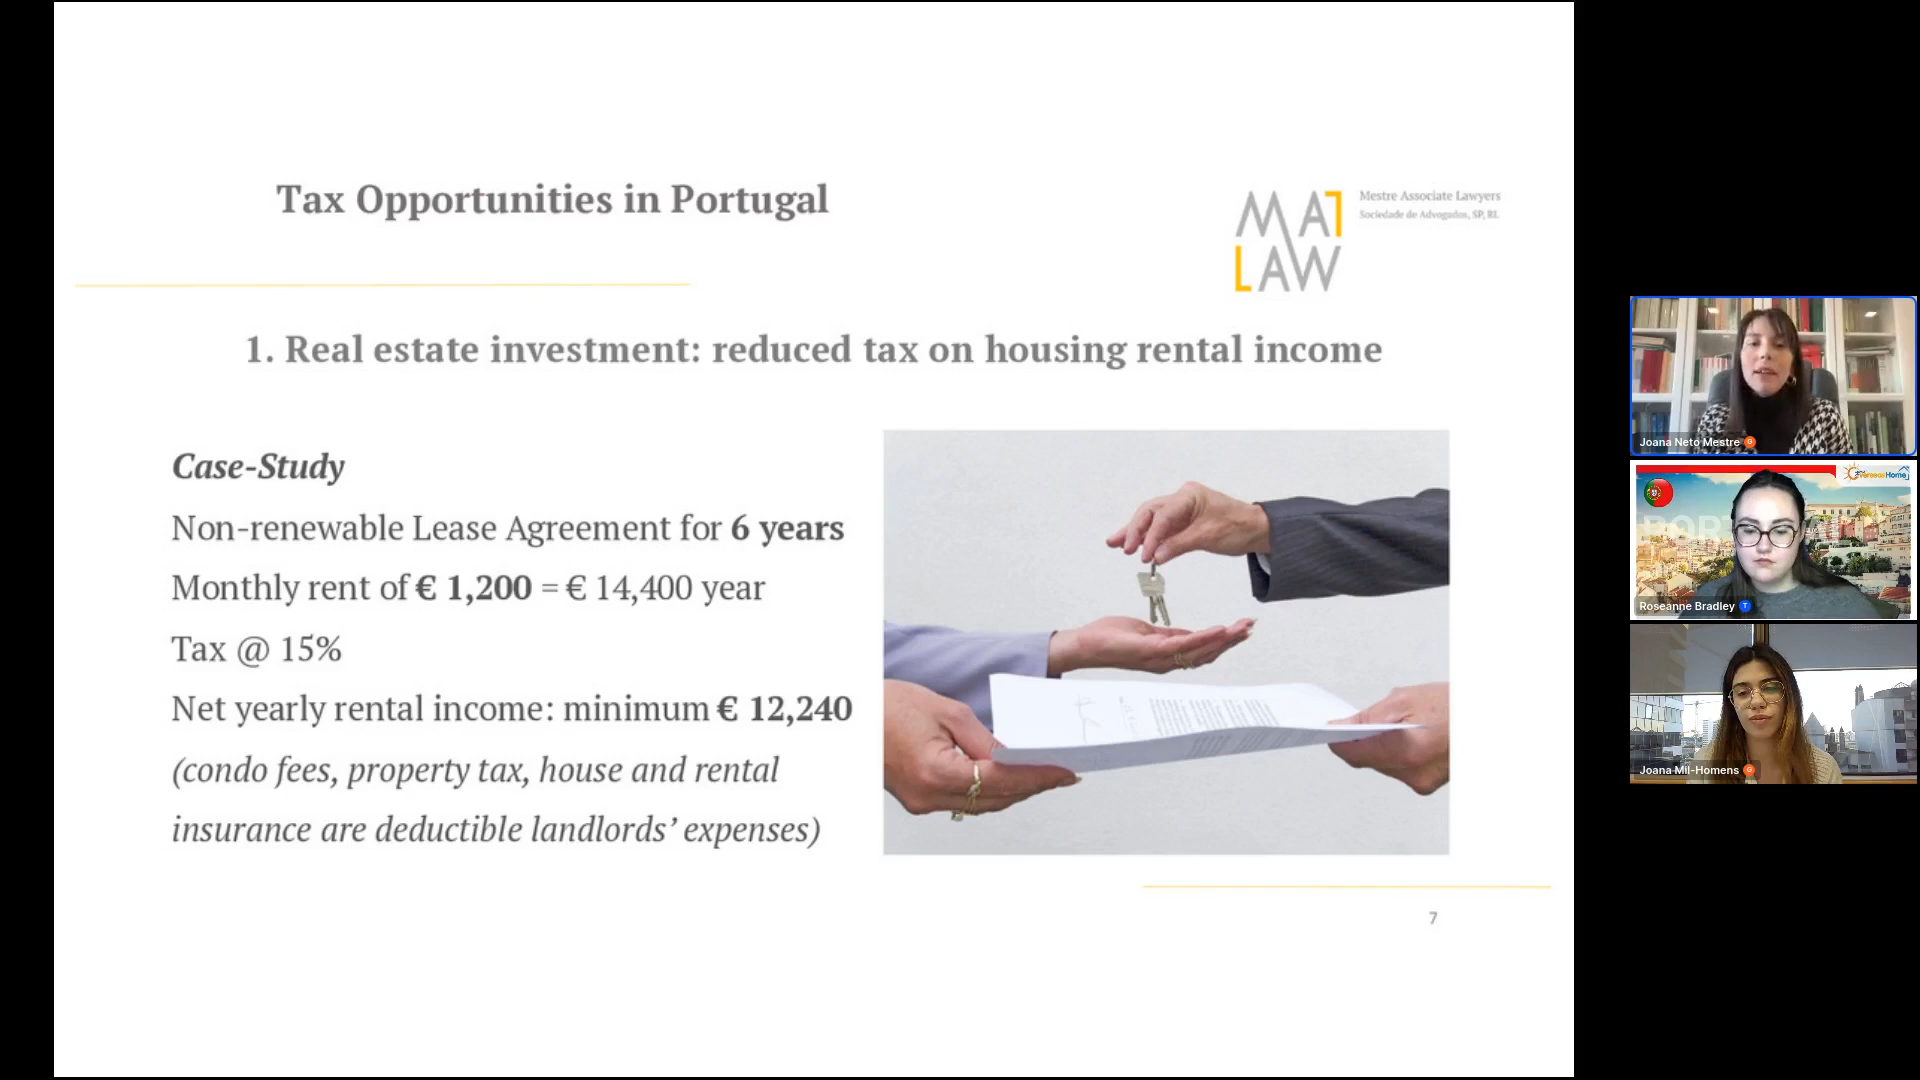 Tax Opportunities in Portugal
MAT
LAW
Mestre Associate Lawyers
Sociedade de Advogados, SP, RL
1. Real estate investment: reduced tax on housing rental income
Case-Study
Non-renewable Lease Agreement for 6 years
Monthly rent of € 1,200 = € 14,400 year
Tax @ 15%
Net yearly rental income: minimum € 12,240
(condo fees, property tax, house and rental
insurance are deductible landlords’ expenses)
7
Joana Neto Mestre G
Roseanne Bradley T
Joana Mil-Homens G